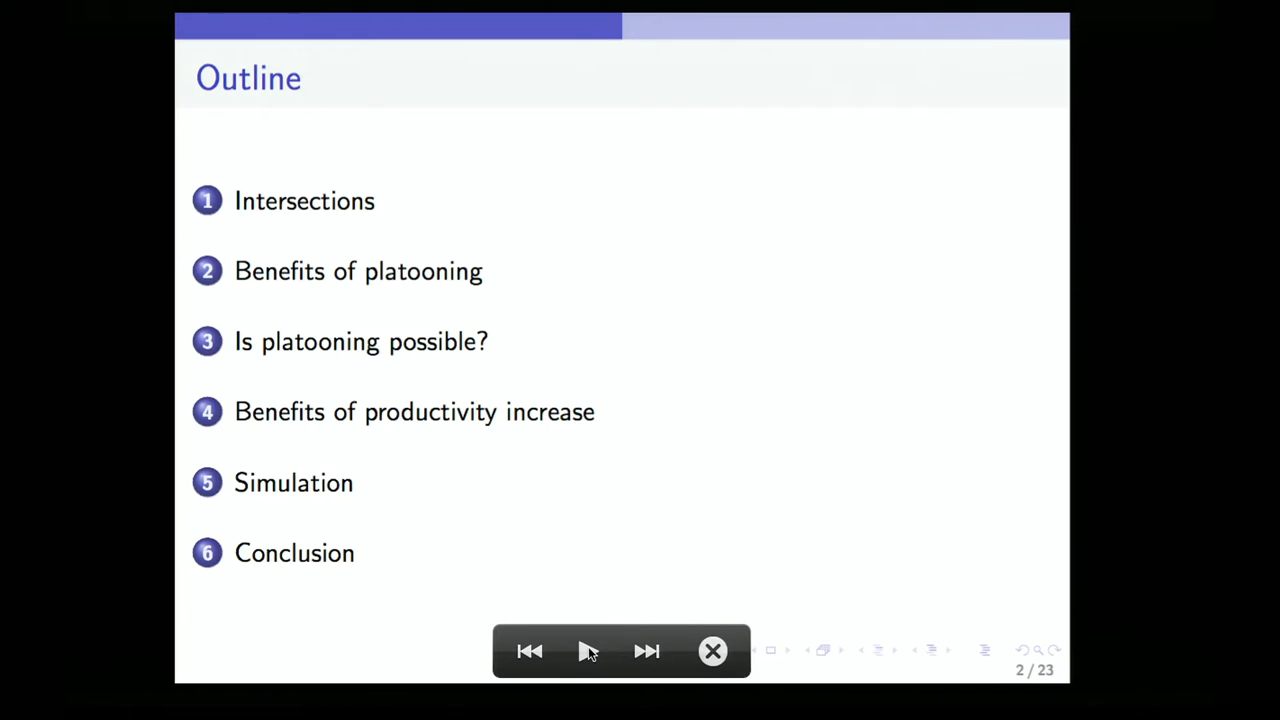 Outline
1 Intersections
2 Benefits of platooning
3 Is platooning possible?
4 Benefits of productivity increase
5 Simulation
6 Conclusion
2 / 23